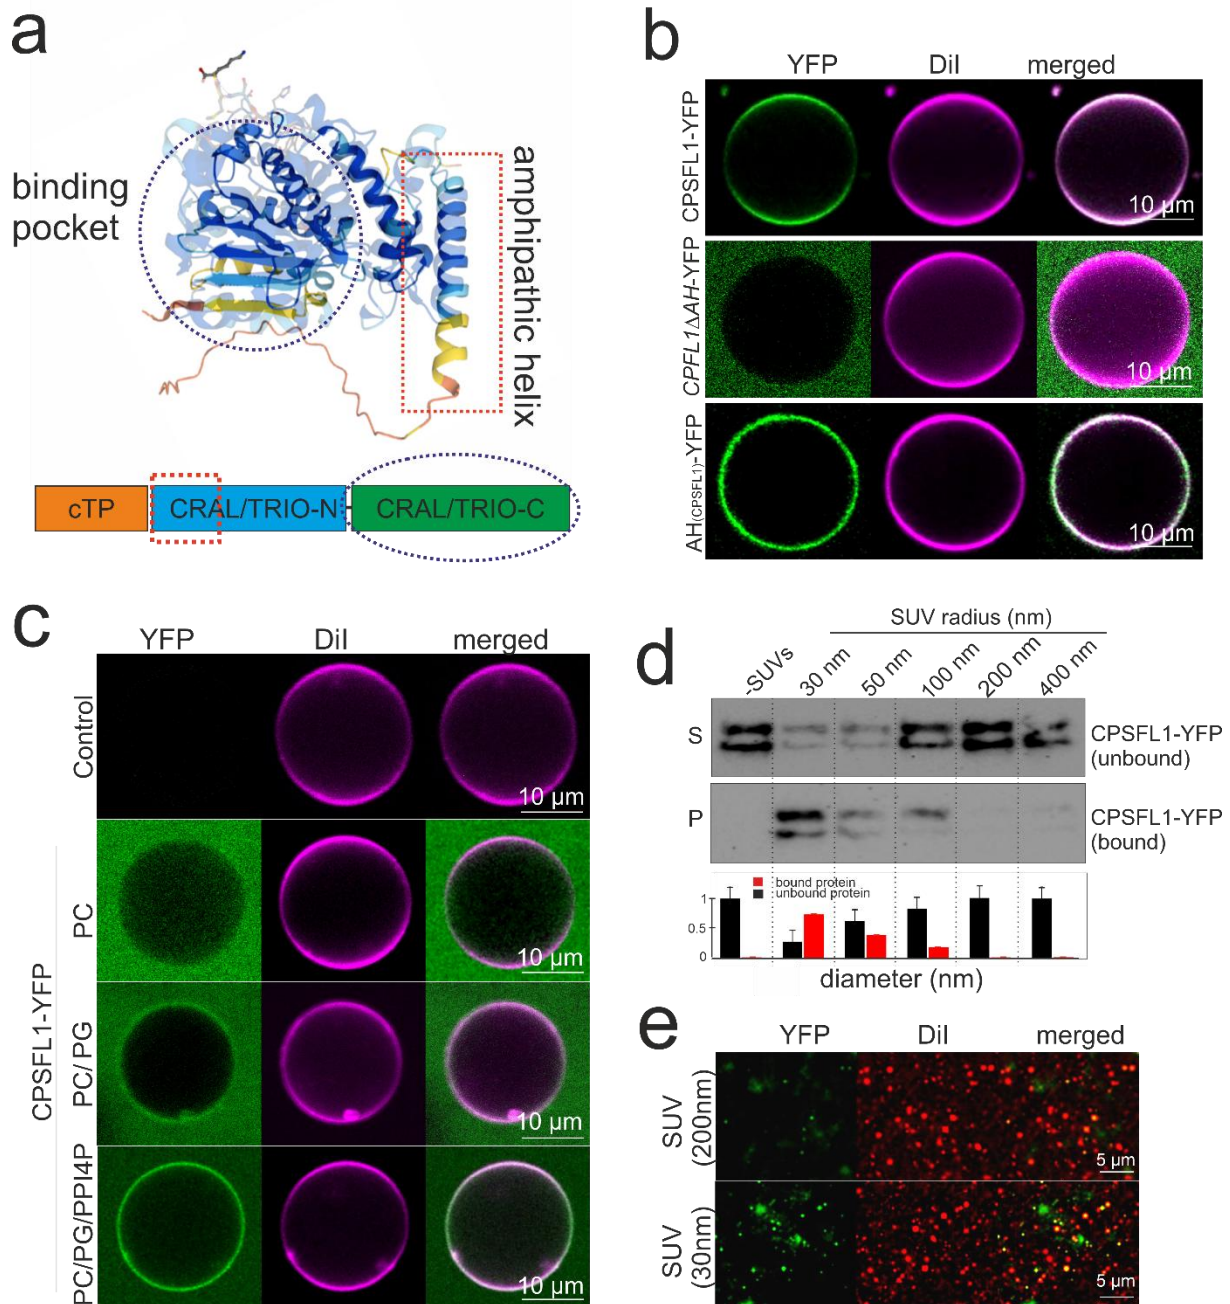 a
binding
pocket
amphipathic helix
cTP
CRAL/TRIO-N
CRAL/TRIO-C
b
YFP
DiI
merged
CPSFL1-YFP
10 µm
CPFL1ΔAH-YFP
10 µm
AH(CPSFL1)-YFP
10 µm
c
YFP
DiI
merged
Control
10 µm
CPSFL1-YFP
PC
10 µm
PC/PG
10 µm
PC/PG/PPI4P
10 µm
d
SUV radius (nm)
-SUVs
30 nm
50 nm
100 nm
200 nm
400 nm
S
CPSFL1-YFP
(unbound)
P
CPSFL1-YFP
(bound)
bound protein
unbound protein
1
0.5
0
diameter (nm)
e
YFP
DiI
merged
SUV
(200nm)
5 µm
SUV
(30nm)
5 µm